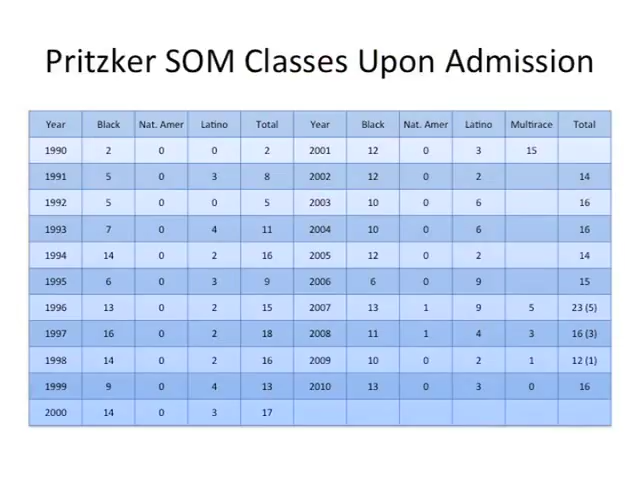 Pritzker SOM Classes Upon Admission
Year Black Nat. Amer Latino Total Year Black Nat. Amer Latino Multirace Total
1990 2 0 0 2 2001 12 0 3 15
1991 5 0 3 8 2002 12 0 2 14
1992 5 0 0 5 2003 10 0 6 16
1993 7 0 4 11 2004 10 0 6 16
1994 14 0 2 16 2005 12 0 2 14
1995 6 0 3 9 2006 6 0 9 15
1996 13 0 2 15 2007 13 1 9 5 23 (5)
1997 16 0 2 18 2008 11 1 4 3 16 (3)
1998 14 0 2 16 2009 10 0 2 1 12 (1)
1999 9 0 4 13 2010 13 0 3 0 16
2000 14 0 3 17